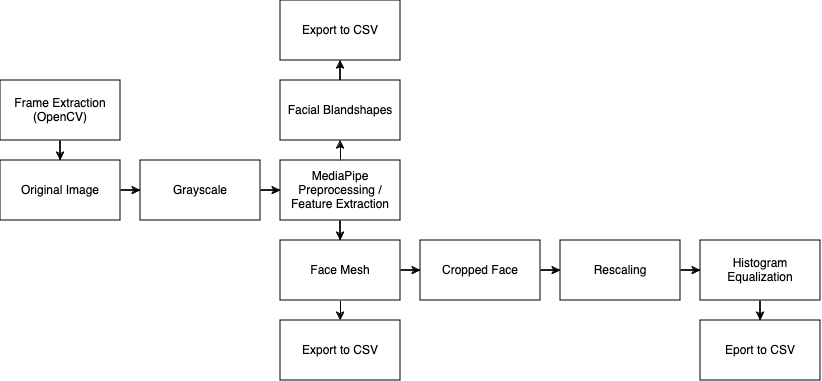 Export to CSV
Frame Extraction
(OpenCV)
Facial Blandshapes
Original Image
Grayscale
MediaPipe
Preprocessing /
Feature Extraction
Face Mesh
Cropped Face
Rescaling
Histogram
Equalization
Export to CSV
Eport to CSV